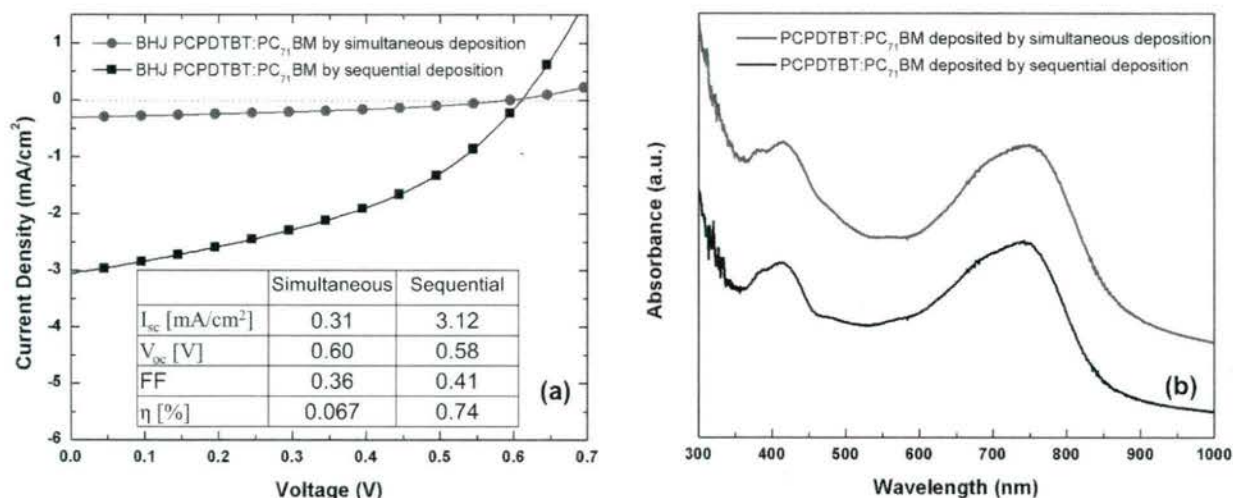 1
0
-1
-2
-3
-4
-5
-6
Current Density (mA/cm²)
BHJ PCPDTBT:PC₇₁BM by simultaneous deposition
BHJ PCPDTBT:PC₇₁BM by sequential deposition
Simultaneous Sequential
Iₛc [mA/cm²] 0.31 3.12
Vₒc [V] 0.60 0.58
FF 0.36 0.41
η [%] 0.067 0.74
(a)
0.0 0.1 0.2 0.3 0.4 0.5 0.6 0.7
Voltage (V)
Absorbance (a.u.)
PCPDTBT:PC₇₁BM deposited by simultaneous deposition
PCPDTBT:PC₇₁BM deposited by sequential deposition
(b)
300 400 500 600 700 800 900 1000
Wavelength (nm)